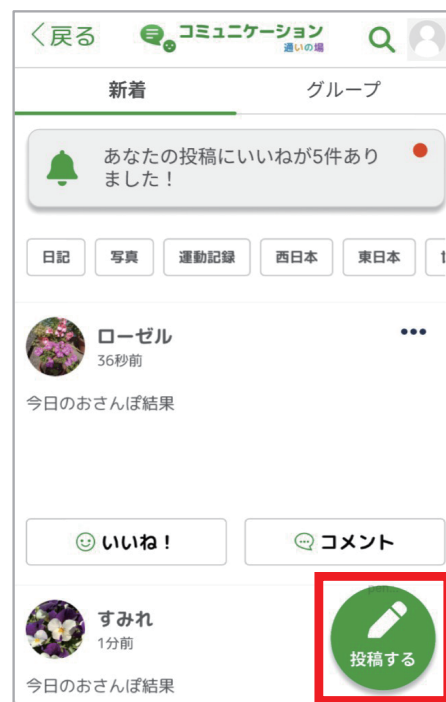 戻る
コミュニケーション
通いの場
新着 グループ
あなたの投稿にいいねが5件あり
ました!
日記 写真 運動記録 西日本 東日本
ローゼル
36秒前
今日のおさんぽ結果
いいね! コメント
すみれ
1分前
投稿する
今日のおさんぽ結果